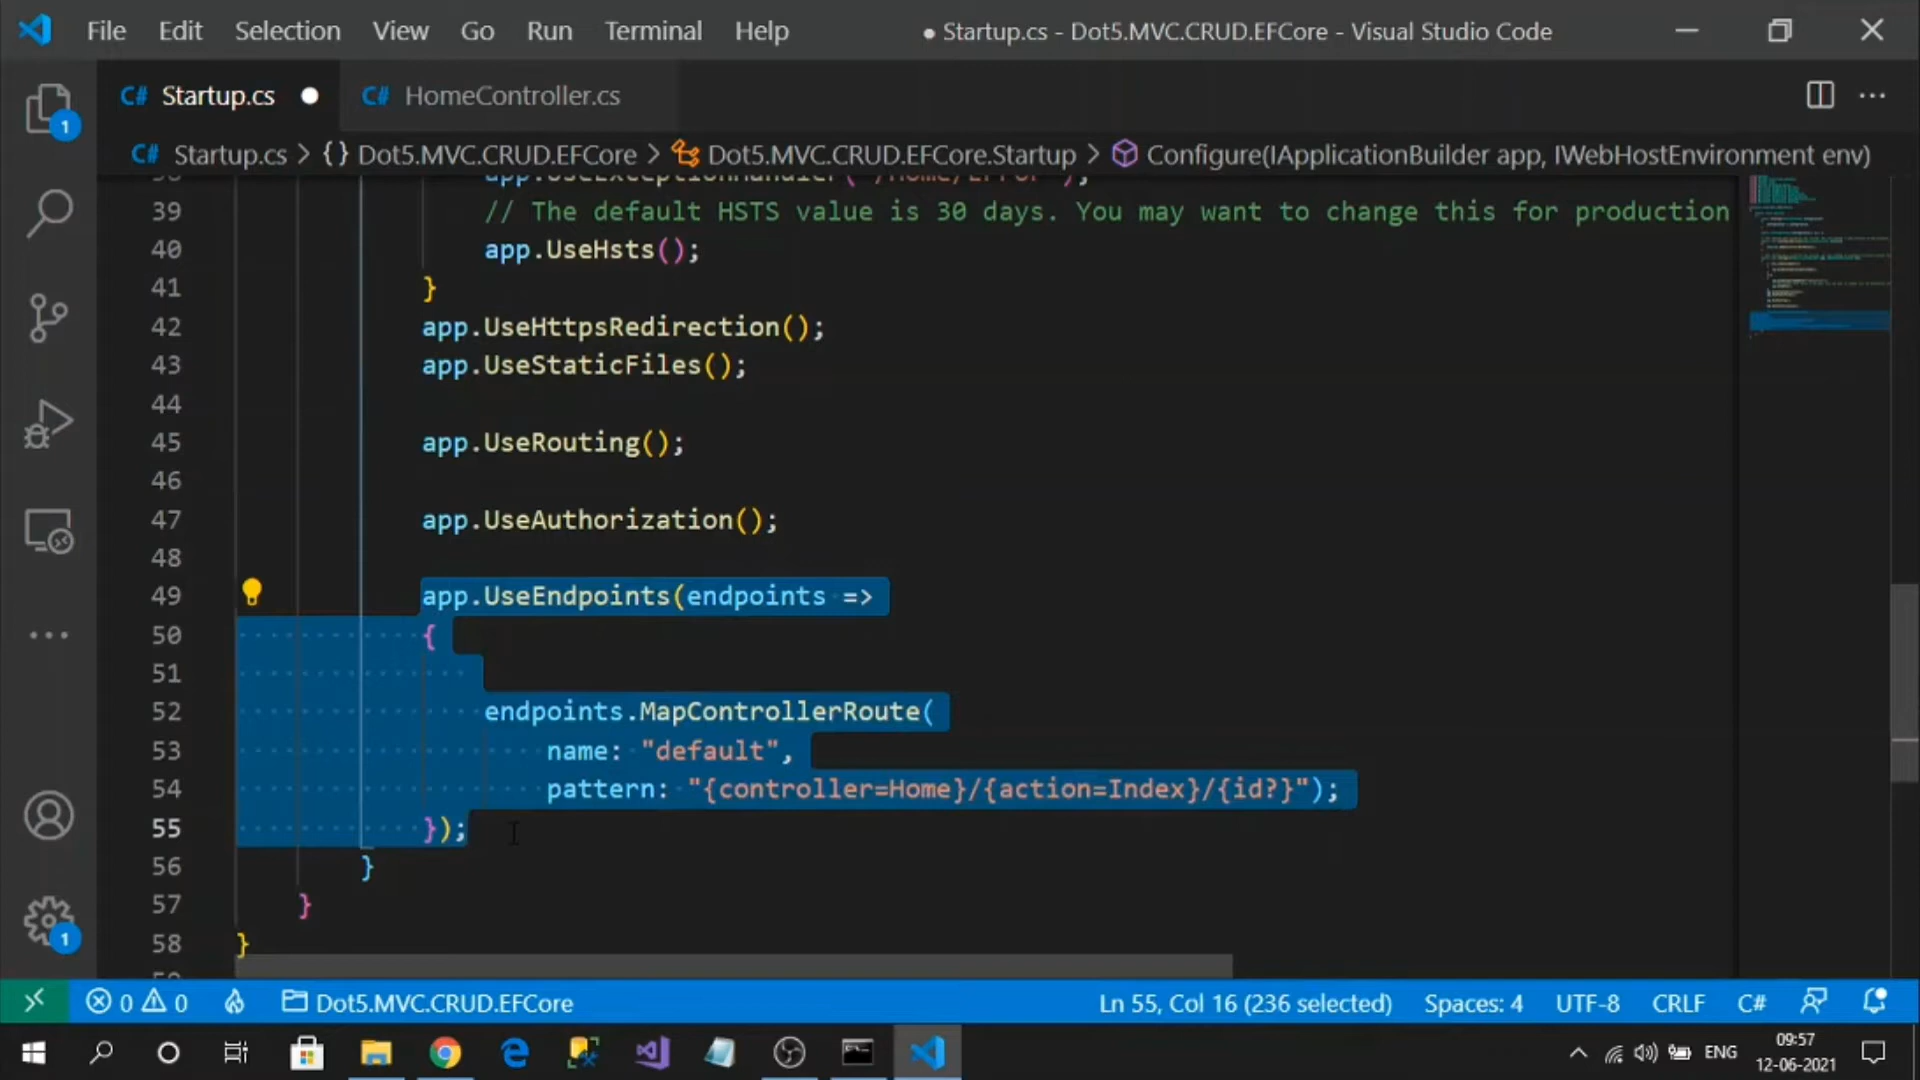 File Edit Selection View Go Run Terminal Help ● Startup.cs - Dot5.MVC.CRUD.EFCore - Visual Studio Code
C# Startup.cs ● C# HomeController.cs ···
C# Startup.cs > {} Dot5.MVC.CRUD.EFCore > Dot5.MVC.CRUD.EFCore.Startup > Configure(IApplicationBuilder app, IWebHostEnvironment env)
app.UseExceptionHandler("/Home/Error");
39 // The default HSTS value is 30 days. You may want to change this for production
40 app.UseHsts();
41 }
42 app.UseHttpsRedirection();
43 app.UseStaticFiles();
44
45 app.UseRouting();
46
47 app.UseAuthorization();
48
49 app.UseEndpoints(endpoints =>
50 {
51
52 endpoints.MapControllerRoute(
53 name: "default",
54 pattern: "{controller=Home}/{action=Index}/{id?}");
55 });
56 }
57 }
58 }
1
1
0 0 Dot5.MVC.CRUD.EFCore Ln 55, Col 16 (236 selected) Spaces: 4 UTF-8 CRLF C#
ENG 09:57
12-06-2021